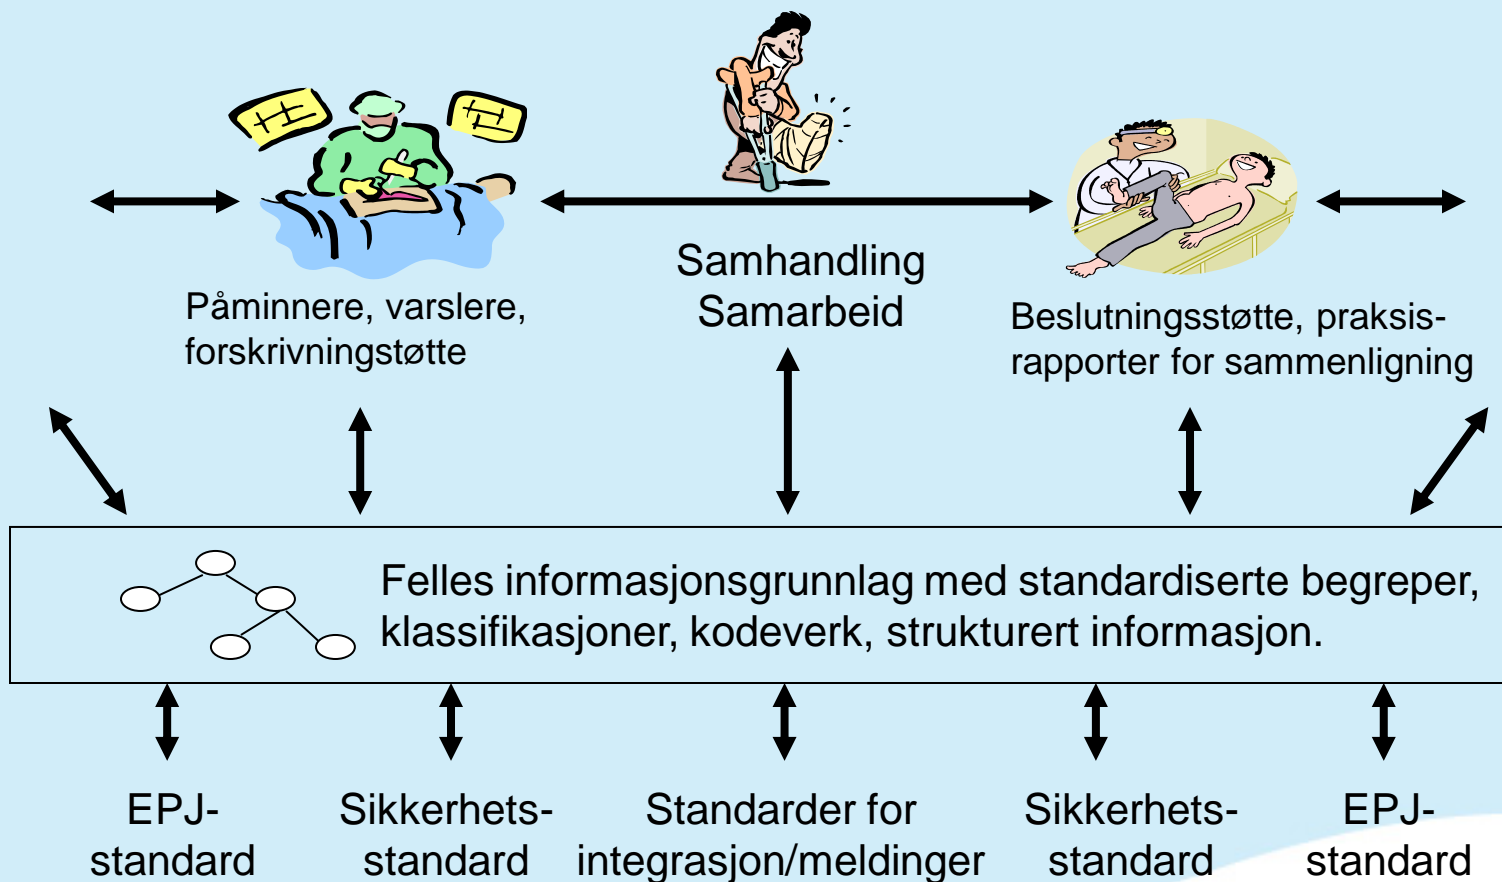 Samhandling
Samarbeid
Påminnere, varslere,
forskrivningstøtte
Beslutningsstøtte, praksis-
rapporter for sammenligning
Felles informasjonsgrunnlag med standardiserte begreper,
klassifikasjoner, kodeverk, strukturert informasjon.
EPJ-
standard
Sikkerhets-
standard
Standarder for
integrasjon/meldinger
Sikkerhets-
standard
EPJ-
standard